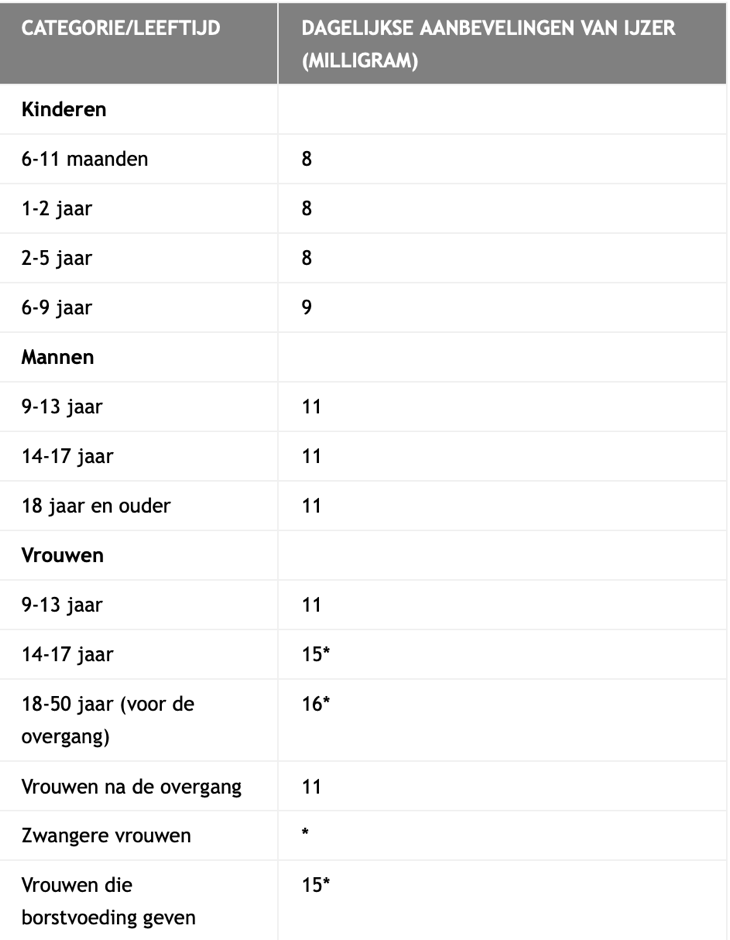 CATEGORIE/LEEFTIJD DAGELIJKSE AANBEVELINGEN VAN IJZER
(MILLIGRAM)
Kinderen
6-11 maanden 8
1-2 jaar 8
2-5 jaar 8
6-9 jaar 9
Mannen
9-13 jaar 11
14-17 jaar 11
18 jaar en ouder 11
Vrouwen
9-13 jaar 11
14-17 jaar 15*
18-50 jaar (voor de 16*
overgang)
Vrouwen na de overgang 11
Zwangere vrouwen *
Vrouwen die 15*
borstvoeding geven